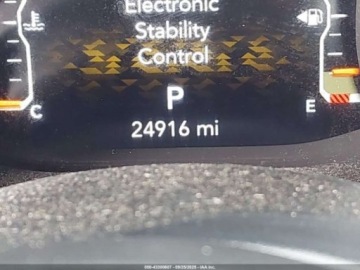 Electronic
Stability
Control
P
C
E
24916 mi